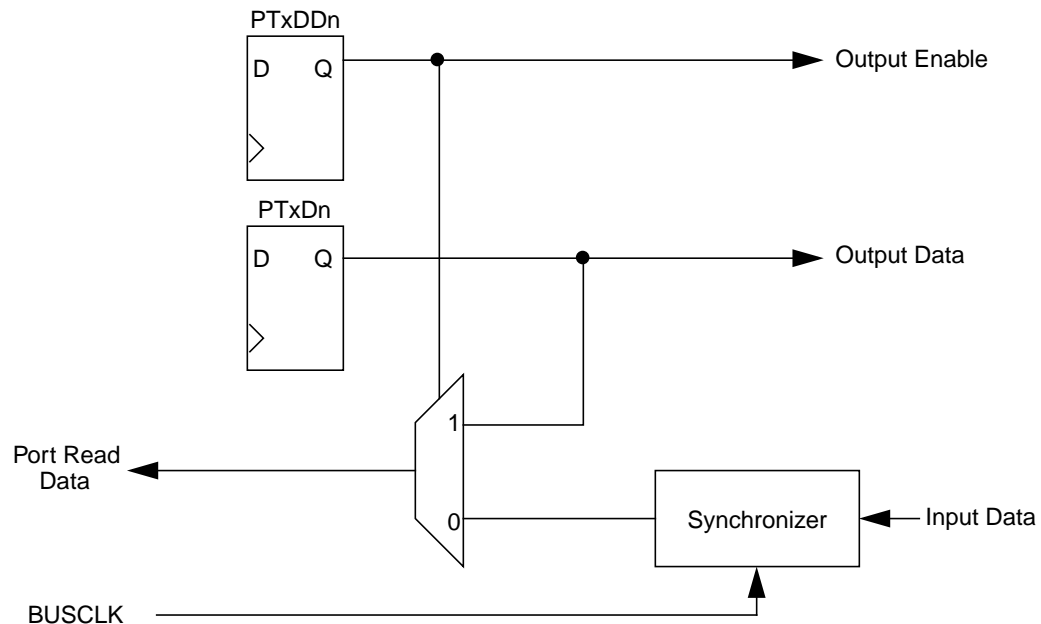 PTxDDn
D Q
Output Enable
PTxDn
D Q
Output Data
1
Port Read
Data
0
Synchronizer
Input Data
BUSCLK